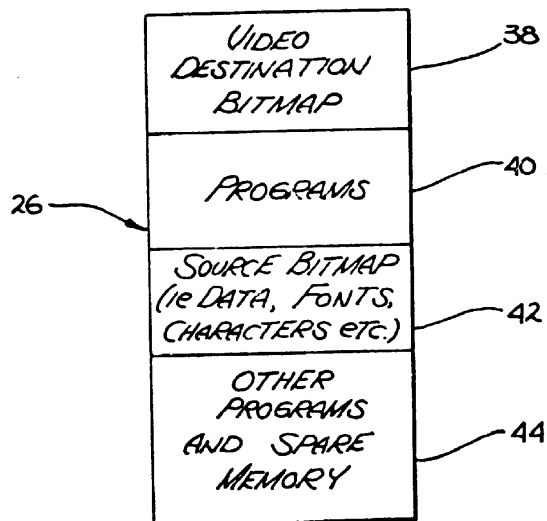 VIDEO
DESTINATION
BITMAP
38
PROGRAMS
40
26
SOURCE BITMAP
(ie DATA, FONTS,
CHARACTERS etc.)
42
OTHER
PROGRAMS
AND SPARE
MEMORY
44